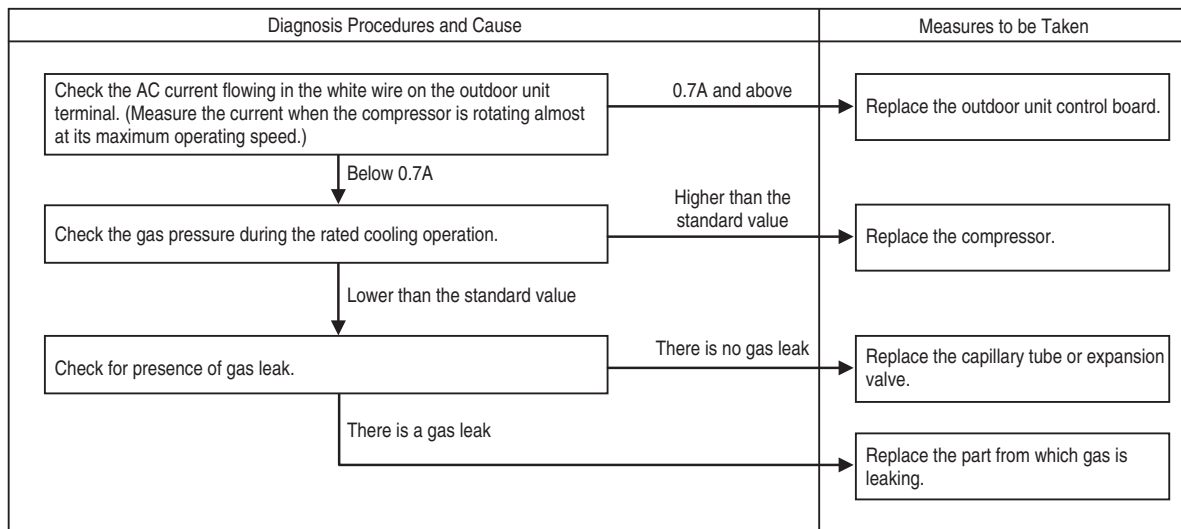 Diagnosis Procedures and Cause
Measures to be Taken
Check the AC current flowing in the white wire on the outdoor unit
terminal. (Measure the current when the compressor is rotating almost
at its maximum operating speed.)
0.7A and above
Replace the outdoor unit control board.
Below 0.7A
Check the gas pressure during the rated cooling operation.
Higher than the
standard value
Replace the compressor.
Lower than the standard value
Check for presence of gas leak.
There is no gas leak
Replace the capillary tube or expansion
valve.
There is a gas leak
Replace the part from which gas is
leaking.